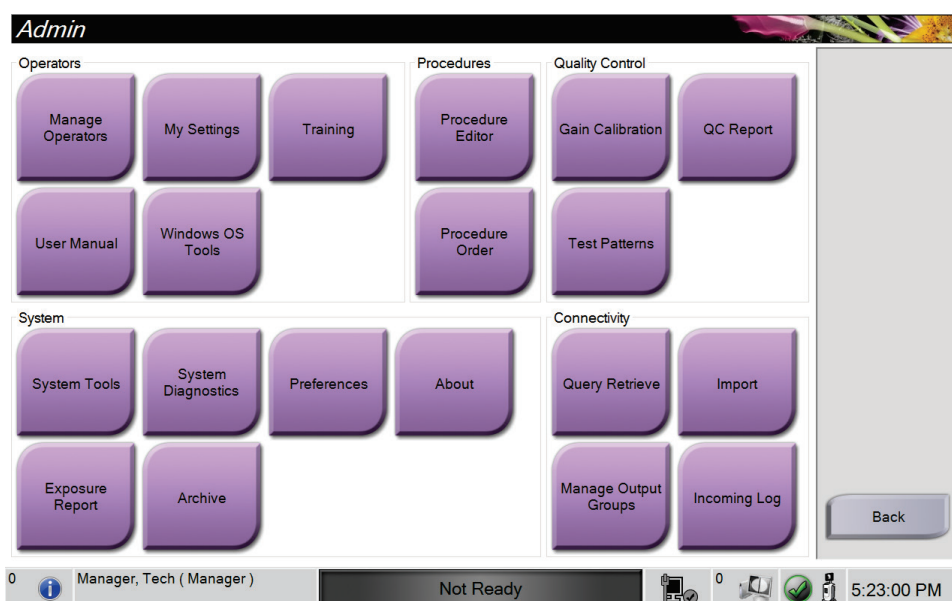 Admin
Operators
Manage
Operators
My Settings
Training
User Manual
Windows OS
Tools
Procedures
Procedure
Editor
Procedure
Order
Quality Control
Gain Calibration
QC Report
Test Patterns
System
System Tools
System
Diagnostics
Preferences
About
Exposure
Report
Archive
Connectivity
Query Retrieve
Import
Manage Output
Groups
Incoming Log
Back
0
Manager, Tech ( Manager )
Not Ready
0
5:23:00 PM